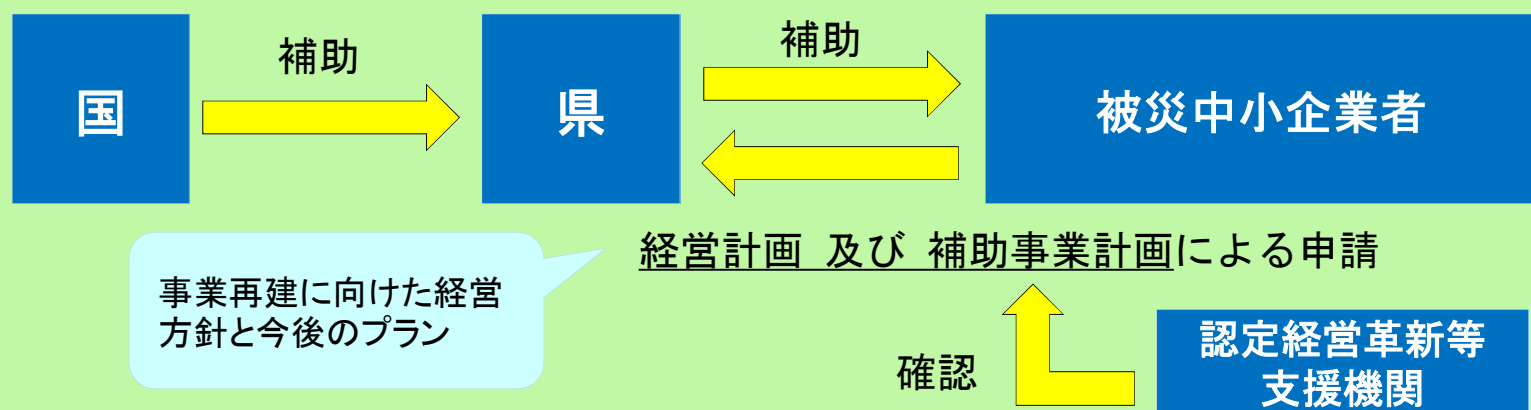 国
補助
県
補助
被災中小企業者
経営計画 及び 補助事業計画による申請
事業再建に向けた経営
方針と今後のプラン
確認
認定経営革新等
支援機関